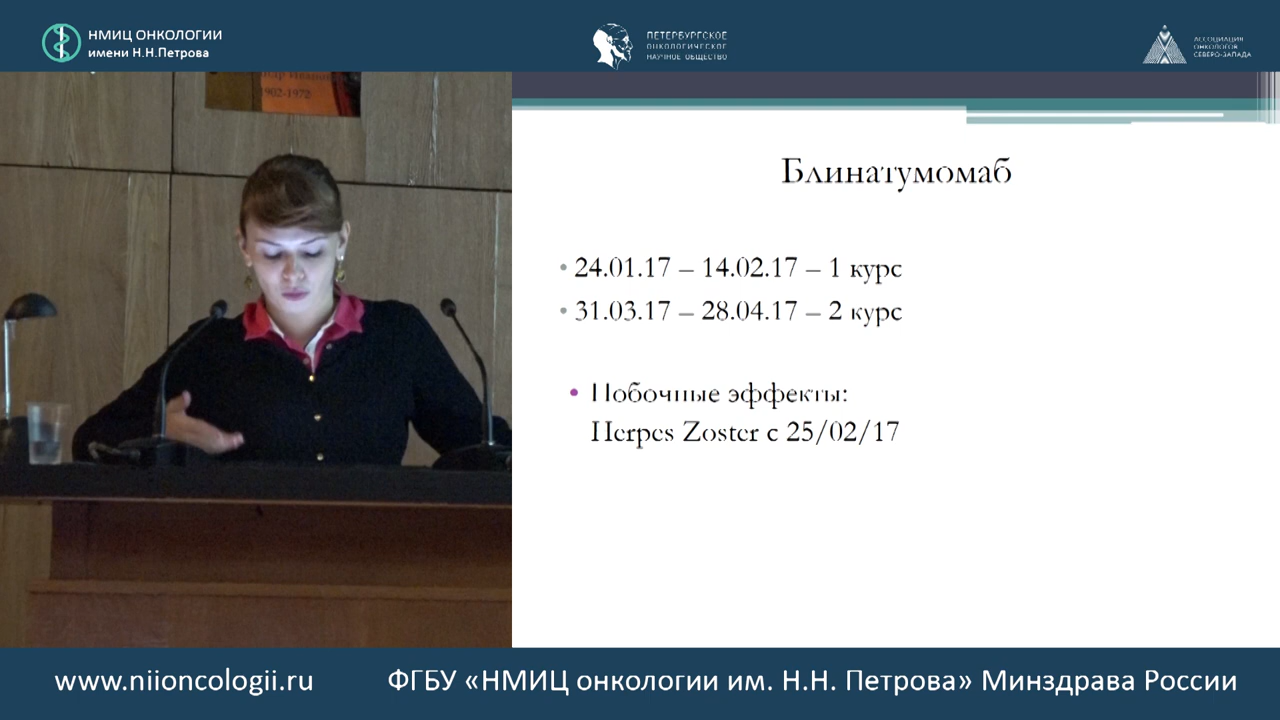 НМИЦ ОНКОЛОГИИ
имени Н.Н.Петрова
ПЕТЕРБУРГСКОЕ
ОНКОЛОГИЧЕСКОЕ
НАУЧНОЕ ОБЩЕСТВО
АССОЦИАЦИЯ
ОНКОЛОГОВ
СЕВЕРО-ЗАПАДА
1902-1972
Блинатумомаб
• 24.01.17 – 14.02.17 – 1 курс
• 31.03.17 – 28.04.17 – 2 курс
• Побочные эффекты:
Herpes Zoster с 25/02/17
www.niioncologii.ru
ФГБУ «НМИЦ онкологии им. Н.Н. Петрова» Минздрава России